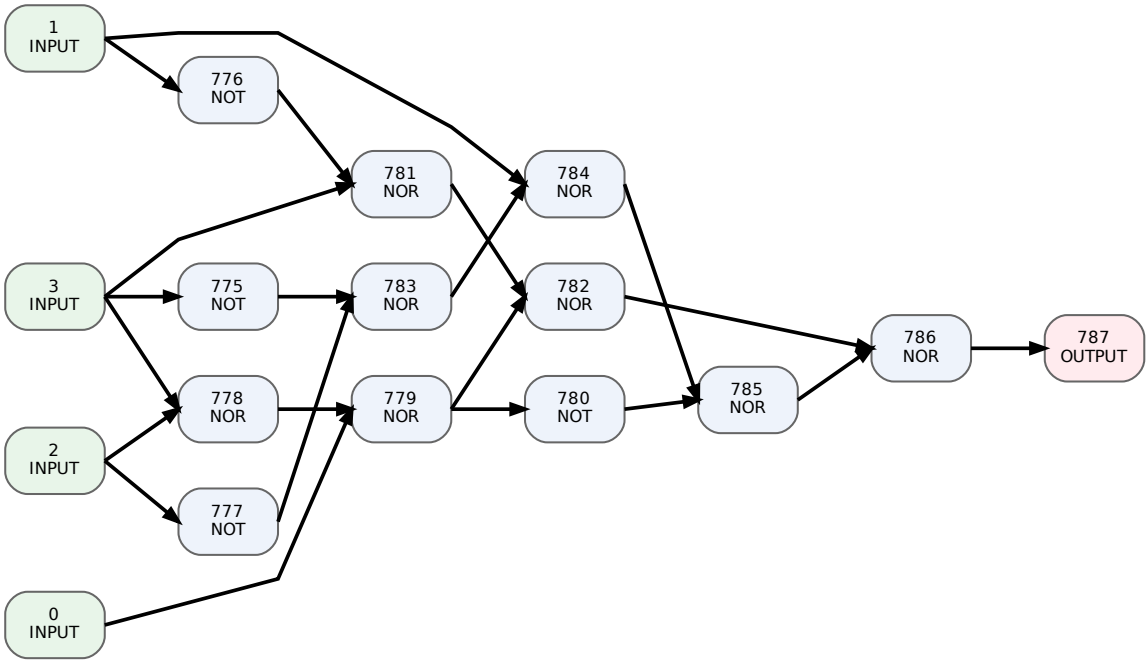 1
INPUT
776
NOT
781
NOR
784
NOR
3
INPUT
775
NOT
783
NOR
782
NOR
786
NOR
787
OUTPUT
778
NOR
779
NOR
780
NOT
785
NOR
2
INPUT
777
NOT
0
INPUT